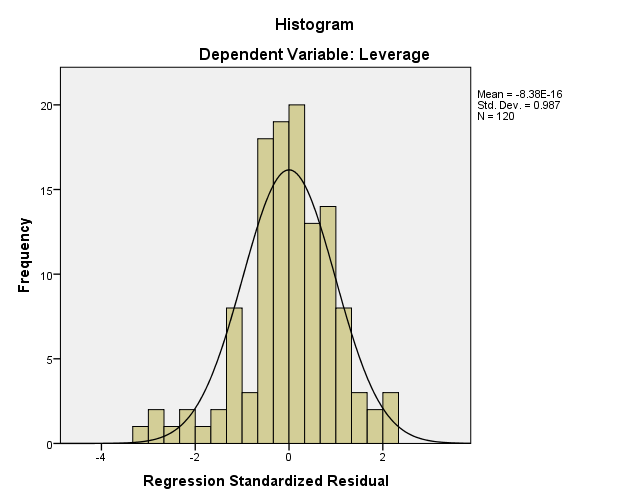 Histogram
Dependent Variable: Leverage
Mean = -8.38E-16
Std. Dev. = 0.987
N = 120
20
15
10
5
0
Frequency
-4 -2 0 2
Regression Standardized Residual